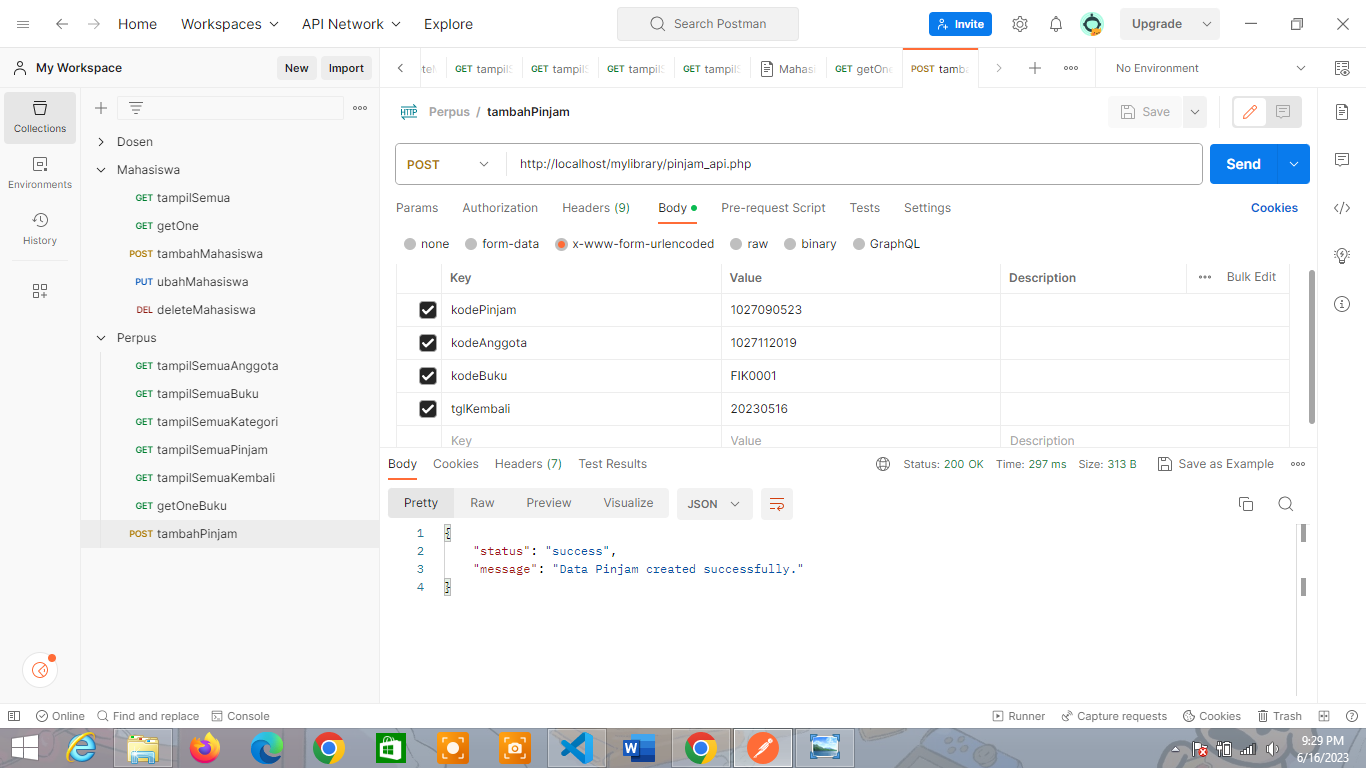 Home Workspaces API Network Explore Search Postman Invite Upgrade
My Workspace New Import GET tampilS GET tampilS GET tampilS GET tampilS Mahas GET getOne POST tamba No Environment
Collections
Environments
History
Dosen
Mahasiswa
GET tampilSemua
GET getOne
POST tambahMahasiswa
PUT ubahMahasiswa
DEL deleteMahasiswa
Perpus
GET tampilSemuaAnggota
GET tampilSemuaBuku
GET tampilSemuaKategori
GET tampilSemuaPinjam
GET tampilSemuaKembali
GET getOneBuku
POST tambahPinjam
HTTP Perpus / tambahPinjam Save
POST http://localhost/mylibrary/pinjam_api.php Send
Params Authorization Headers (9) Body Pre-request Script Tests Settings Cookies
none form-data x-www-form-urlencoded raw binary GraphQL
Key Value Description Bulk Edit
kodePinjam 1027090523
kodeAnggota 1027112019
kodeBuku FIK0001
tglKembali 20230516
Key Value Description
Body Cookies Headers (7) Test Results Status: 200 OK Time: 297 ms Size: 313 B Save as Example
Pretty Raw Preview Visualize JSON
1 {
2 "status": "success",
3 "message": "Data Pinjam created successfully."
4 }
Online Find and replace Console Runner Capture requests Cookies Trash
9:29 PM
6/16/2023